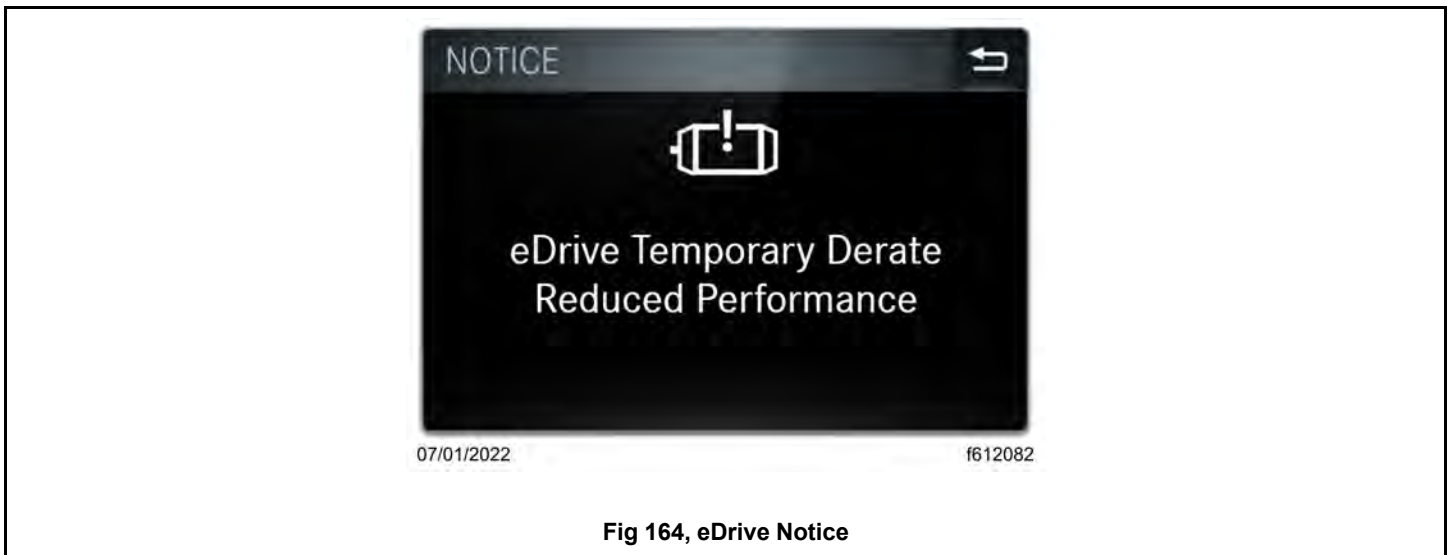 NOTICE
eDrive Temporary Derate
Reduced Performance
07/01/2022
f612082
Fig 164, eDrive Notice